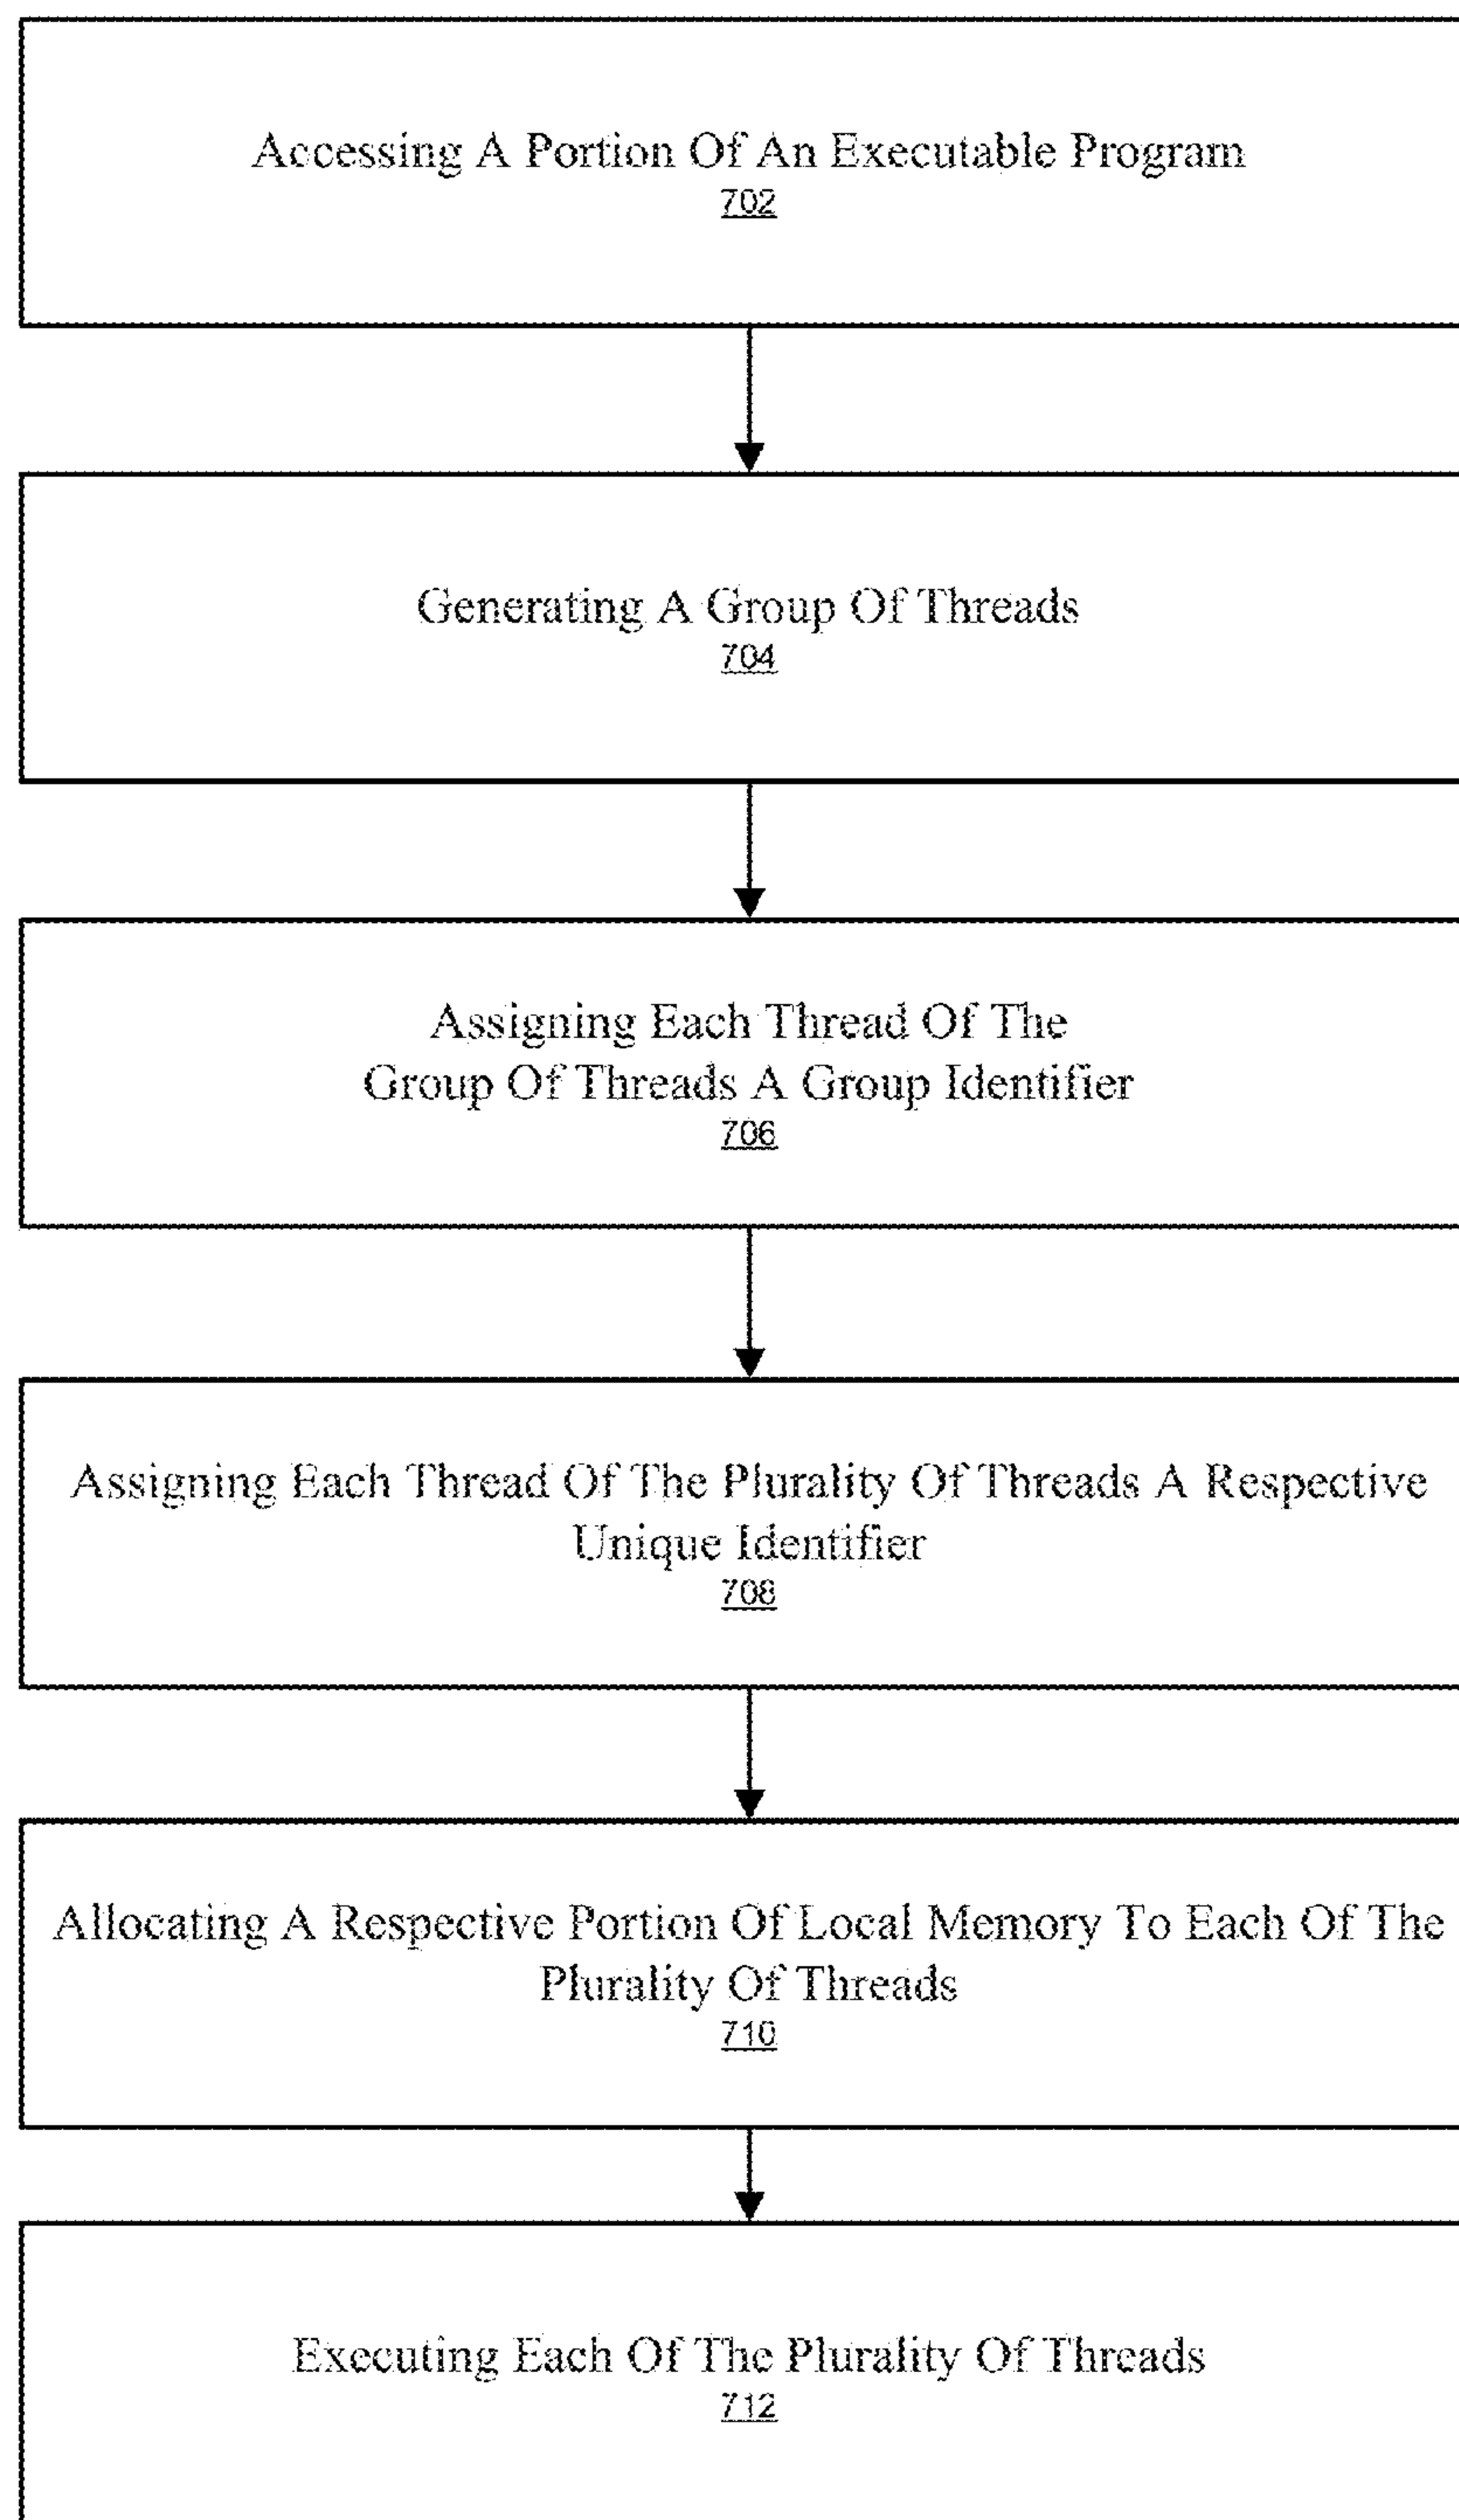 Accessing A Portion Of An Executable Program
702
Generating A Group Of Threads
704
Assigning Each Thread Of The
Group Of Threads A Group Identifier
706
Assigning Each Thread Of The Plurality Of Threads A Respective
Unique Identifier
708
Allocating A Respective Portion Of Local Memory To Each Of The
Plurality Of Threads
710
Executing Each Of The Plurality Of Threads
712